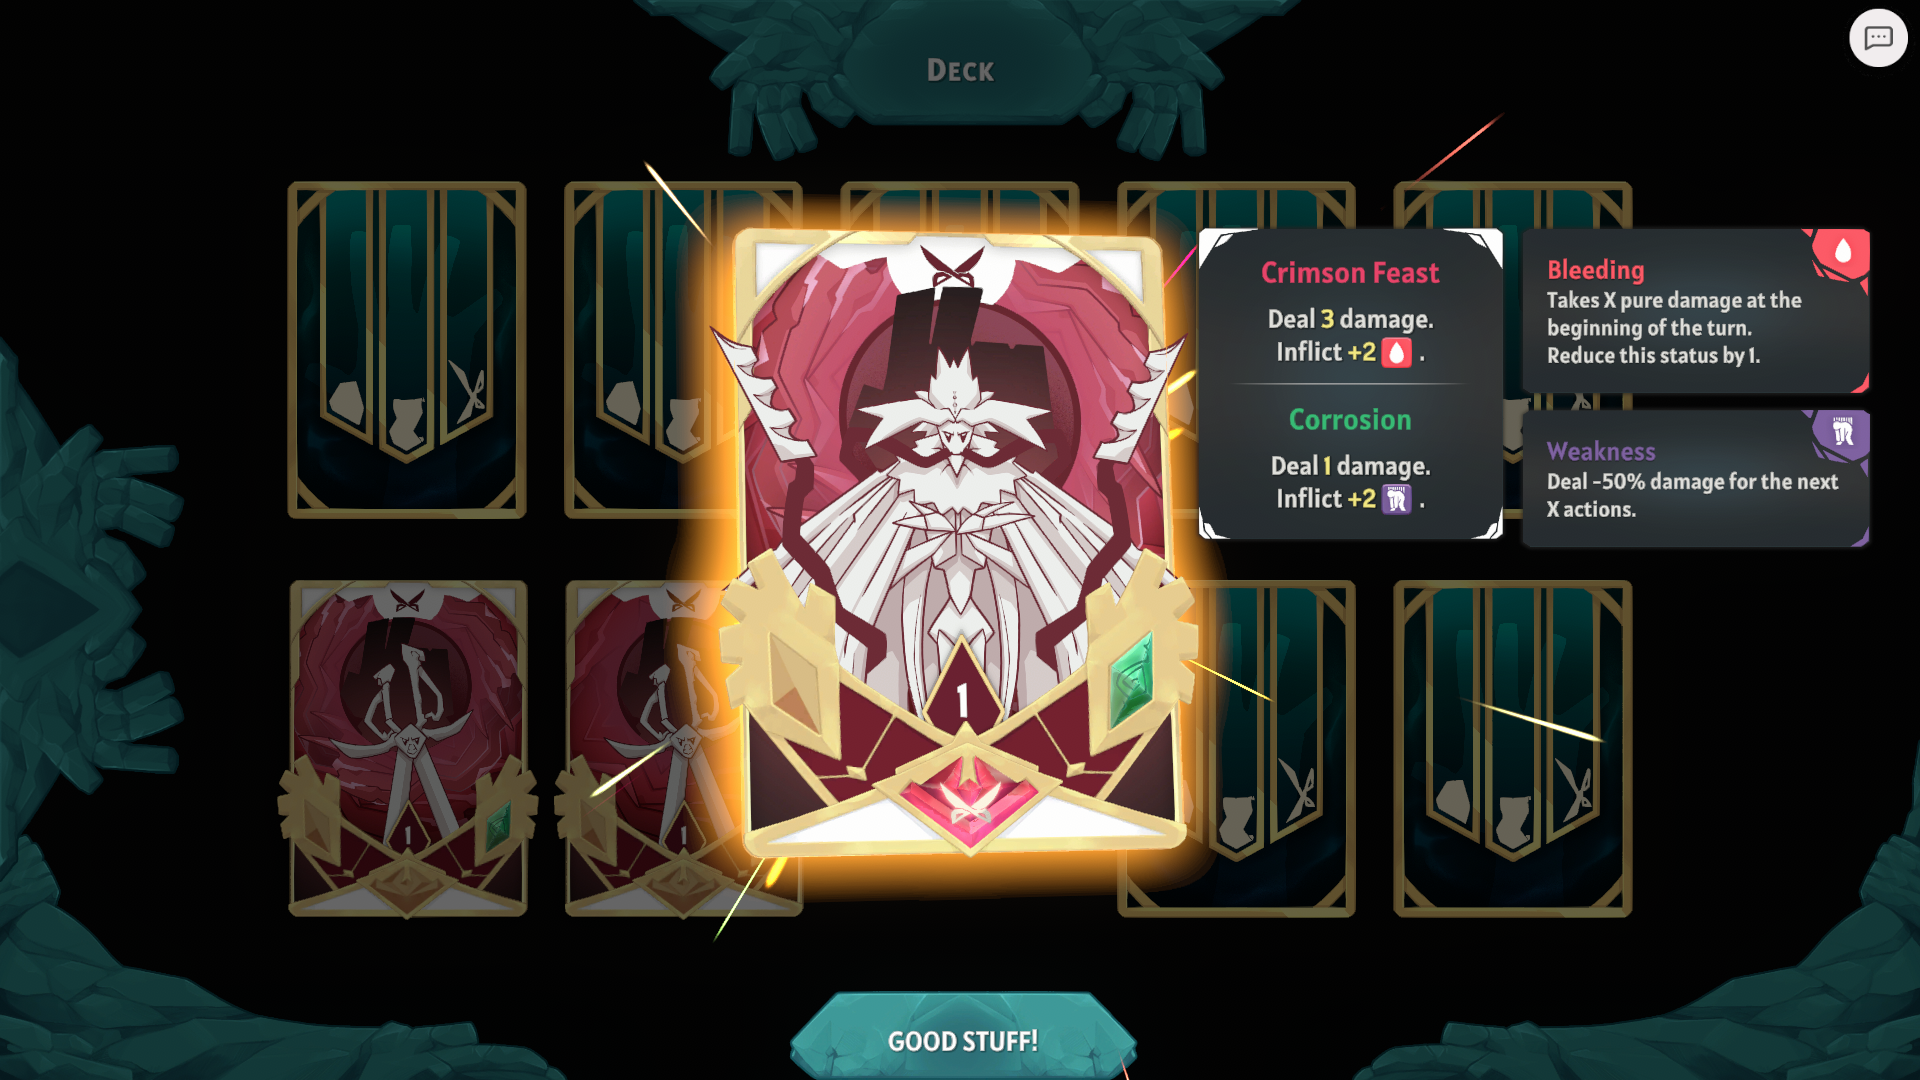 DECK
Crimson Feast
Deal 3 damage.
Inflict +2 .
Corrosion
Deal 1 damage.
Inflict +2 .
Bleeding
Takes X pure damage at the
beginning of the turn.
Reduce this status by 1.
Weakness
Deal -50% damage for the next
X actions.
1
1
1
GOOD STUFF!